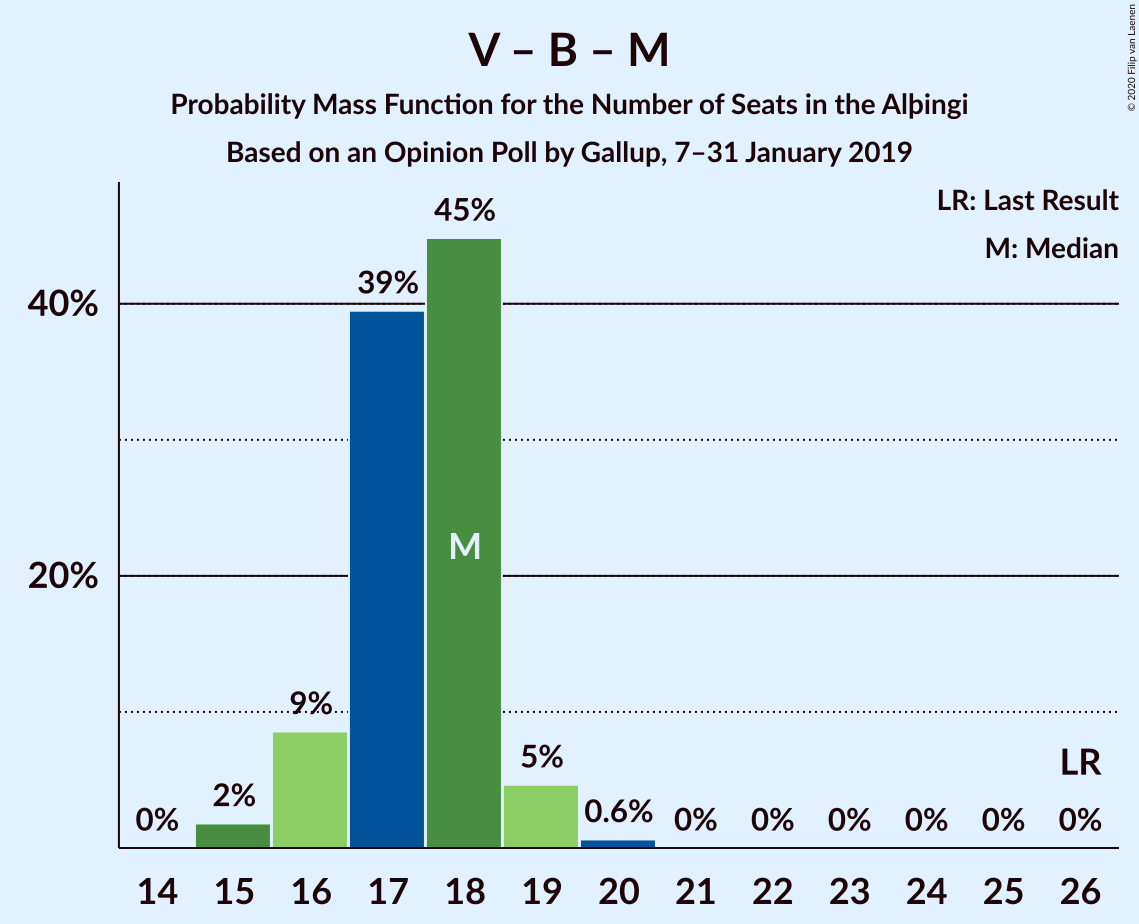 V – B – M
Probability Mass Function for the Number of Seats in the Alþingi
Based on an Opinion Poll by Gallup, 7–31 January 2019
© 2020 Filip van Laenen
LR: Last Result
M: Median
45%
39%
40%
M
20%
9%
5%
LR
2%
0.6%
0% 0% 0% 0% 0% 0% 0%
14 15 16 17 18 19 20 21 22 23 24 25 26